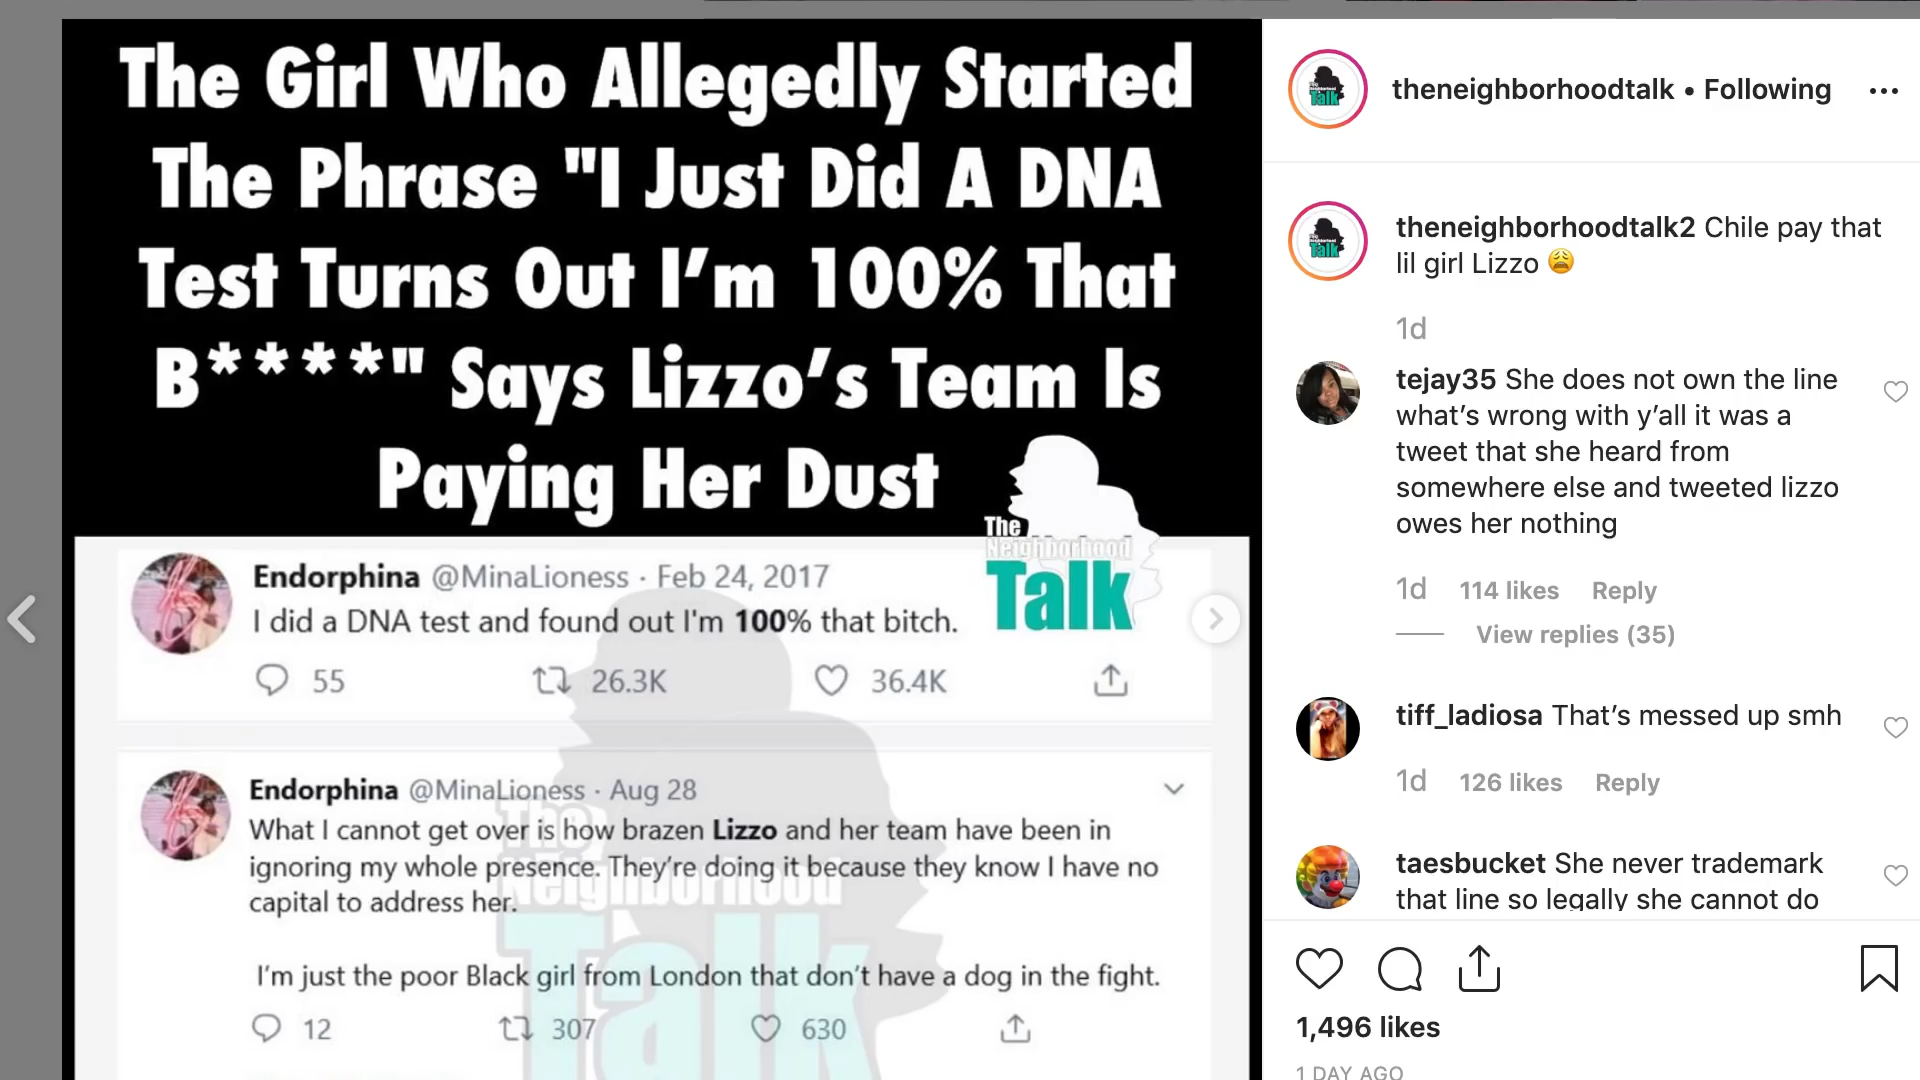 The Girl Who Allegedly Started
The Phrase "I Just Did A DNA
Test Turns Out I’m 100% That
B****" Says Lizzo’s Team Is
Paying Her Dust
The
Neighborhood
Talk
Endorphina @MinaLioness · Feb 24, 2017
I did a DNA test and found out I'm 100% that bitch.
55 26.3K 36.4K
Endorphina @MinaLioness · Aug 28
What I cannot get over is how brazen Lizzo and her team have been in
ignoring my whole presence. They’re doing it because they know I have no
capital to address her.
I’m just the poor Black girl from London that don’t have a dog in the fight.
12 307 630
The
Neighborhood
Talk
theneighborhoodtalk • Following
theneighborhoodtalk2 Chile pay that
lil girl Lizzo 😩
1d
tejay35 She does not own the line
what’s wrong with y’all it was a
tweet that she heard from
somewhere else and tweeted lizzo
owes her nothing
1d 114 likes Reply
View replies (35)
tiff_ladiosa That’s messed up smh
1d 126 likes Reply
taesbucket She never trademark
that line so legally she cannot do
1,496 likes
1 DAY AGO